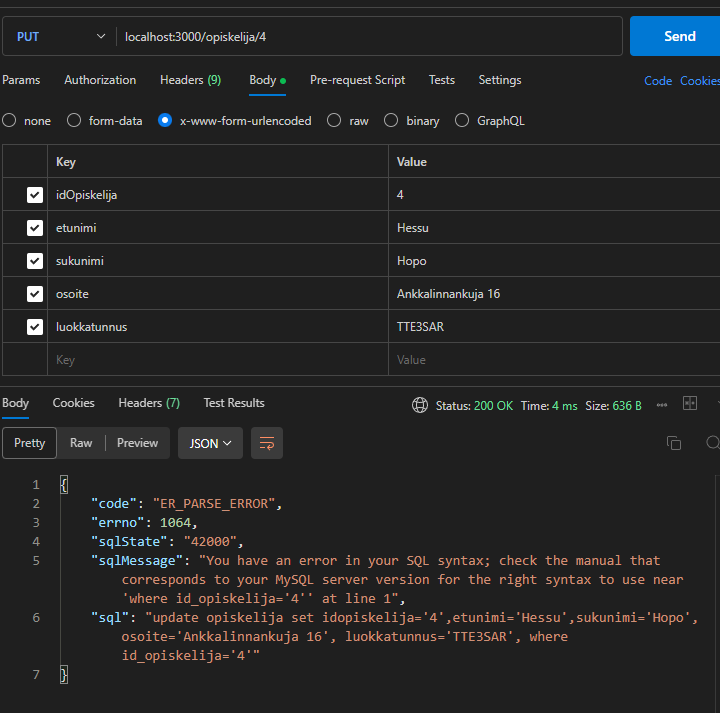 PUT localhost:3000/opiskelija/4 Send
Params Authorization Headers (9) Body Pre-request Script Tests Settings Code Cookies
none form-data x-www-form-urlencoded raw binary GraphQL
Key Value
idOpiskelija 4
etunimi Hessu
sukunimi Hopo
osoite Ankkalinnankuja 16
luokkatunnus TTE3SAR
Key Value
Body Cookies Headers (7) Test Results Status: 200 OK Time: 4 ms Size: 636 B
Pretty Raw Preview JSON
1 {
2 "code": "ER_PARSE_ERROR",
3 "errno": 1064,
4 "sqlState": "42000",
5 "sqlMessage": "You have an error in your SQL syntax; check the manual that
corresponds to your MySQL server version for the right syntax to use near
'where id_opiskelija='4'' at line 1",
6 "sql": "update opiskelija set idopiskelija='4',etunimi='Hessu',sukunimi='Hopo',
osoite='Ankkalinnankuja 16', luokkatunnus='TTE3SAR', where
id_opiskelija='4'"
7 }